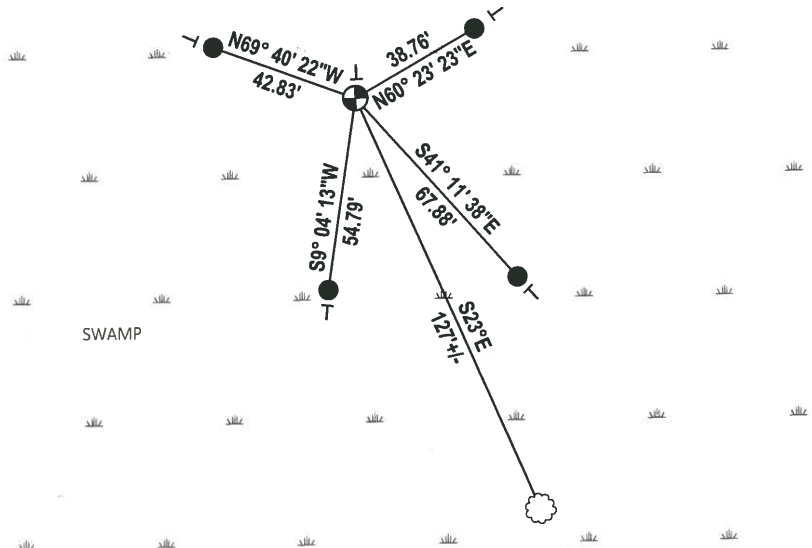 N69° 40' 22"W
42.83'
38.76'
N60° 23' 23"E
S41° 11' 38"E
67.88'
S9° 04' 13"W
54.79'
S23°E
127'+/-
SWAMP